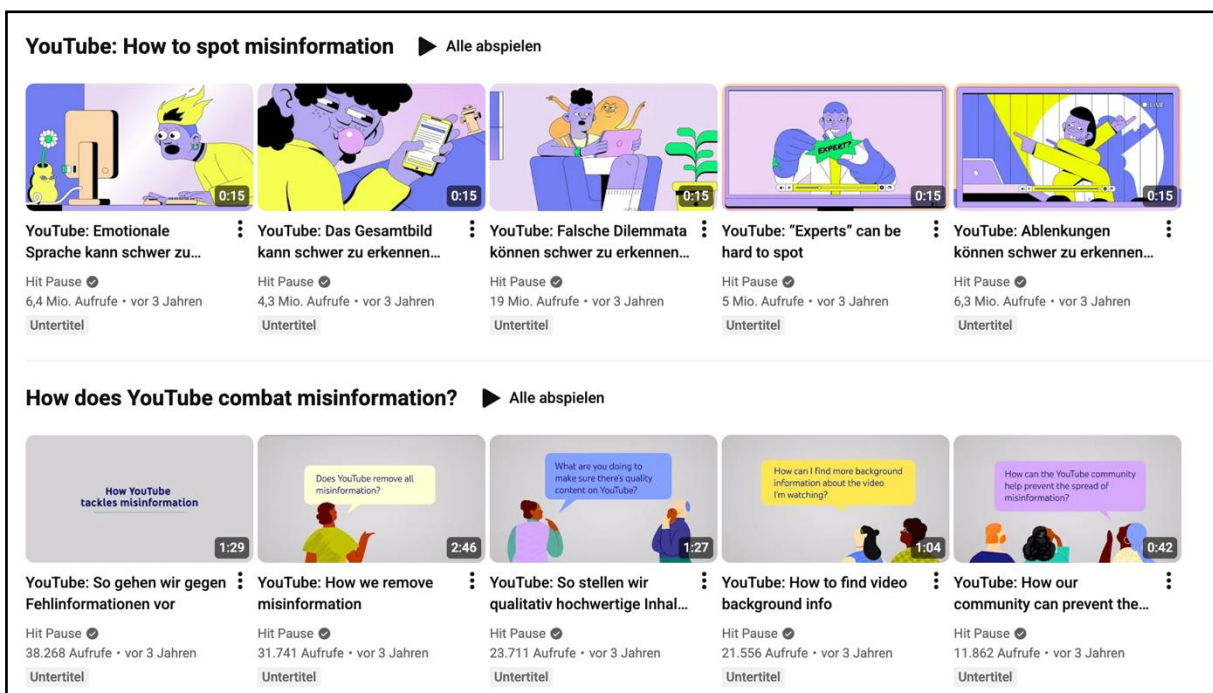 YouTube: How to spot misinformation
Alle abspielen
0:15
0:15
0:15
EXPERT?
0:15
LIVE
0:15
YouTube: Emotionale
Sprache kann schwer zu...
Hit Pause
6,4 Mio. Aufrufe • vor 3 Jahren
Untertitel
YouTube: Das Gesamtbild
kann schwer zu erkennen...
Hit Pause
4,3 Mio. Aufrufe • vor 3 Jahren
Untertitel
YouTube: Falsche Dilemmata
können schwer zu erkennen...
Hit Pause
19 Mio. Aufrufe • vor 3 Jahren
Untertitel
YouTube: “Experts” can be
hard to spot
Hit Pause
5 Mio. Aufrufe • vor 3 Jahren
Untertitel
YouTube: Ablenkungen
können schwer zu erkennen...
Hit Pause
6,3 Mio. Aufrufe • vor 3 Jahren
Untertitel
How does YouTube combat misinformation?
Alle abspielen
How YouTube
tackles misinformation
1:29
Does YouTube remove all
misinformation?
2:46
What are you doing to
make sure there's quality
content on YouTube?
1:27
How can I find more background
information about the video
I'm watching?
1:04
How can the YouTube community
help prevent the spread of
misinformation?
0:42
YouTube: So gehen wir gegen
Fehlinformationen vor
Hit Pause
38.268 Aufrufe • vor 3 Jahren
Untertitel
YouTube: How we remove
misinformation
Hit Pause
31.741 Aufrufe • vor 3 Jahren
Untertitel
YouTube: So stellen wir
qualitativ hochwertige Inhal...
Hit Pause
23.711 Aufrufe • vor 3 Jahren
Untertitel
YouTube: How to find video
background info
Hit Pause
21.556 Aufrufe • vor 3 Jahren
Untertitel
YouTube: How our
community can prevent the...
Hit Pause
11.862 Aufrufe • vor 3 Jahren
Untertitel